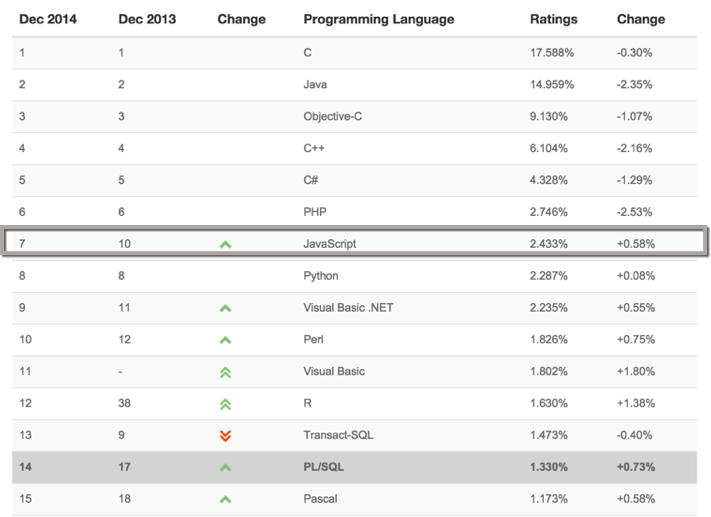 Dec 2014 Dec 2013 Change Programming Language Ratings Change
1 1 C 17.588% -0.30%
2 2 Java 14.959% -2.35%
3 3 Objective-C 9.130% -1.07%
4 4 C++ 6.104% -2.16%
5 5 C# 4.328% -1.29%
6 6 PHP 2.746% -2.53%
7 10 JavaScript 2.433% +0.58%
8 8 Python 2.287% +0.08%
9 11 Visual Basic .NET 2.235% +0.55%
10 12 Perl 1.826% +0.75%
11 - Visual Basic 1.802% +1.80%
12 38 R 1.630% +1.38%
13 9 Transact-SQL 1.473% -0.40%
14 17 PL/SQL 1.330% +0.73%
15 18 Pascal 1.173% +0.58%